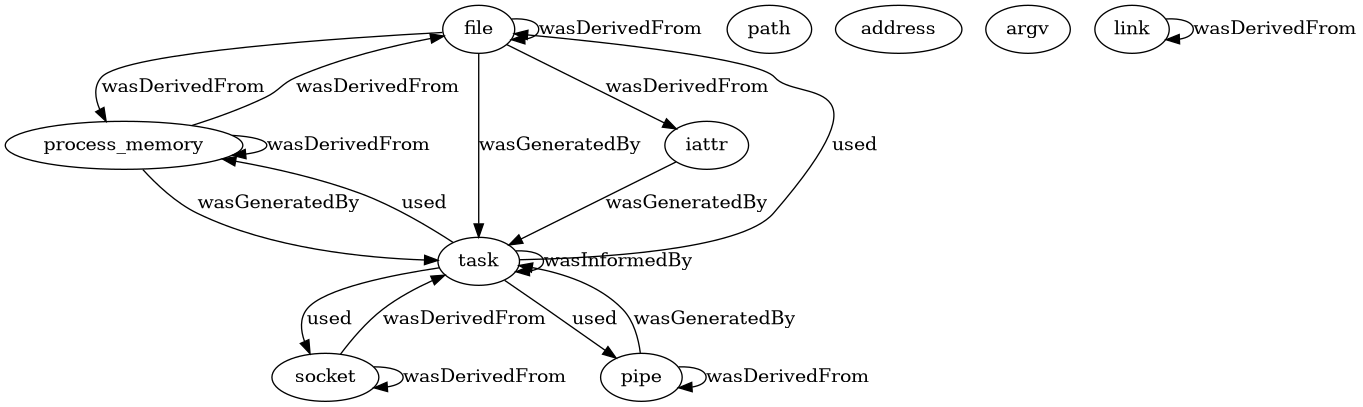 file
wasDerivedFrom
path
address
argv
link
wasDerivedFrom
wasDerivedFrom
wasDerivedFrom
wasDerivedFrom
process_memory
wasDerivedFrom
wasGeneratedBy
iattr
used
wasGeneratedBy
used
wasGeneratedBy
task
wasInformedBy
used
wasDerivedFrom
used
wasGeneratedBy
socket
wasDerivedFrom
pipe
wasDerivedFrom